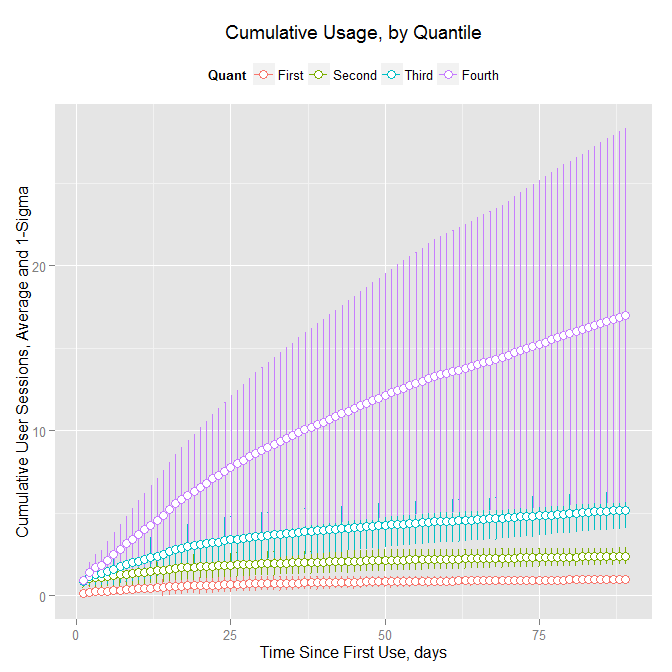 Cumulative Usage, by Quantile
Quant First Second Third Fourth
Cumulative User Sessions, Average and 1-Sigma
20
10
0
0 25 50 75
Time Since First Use, days